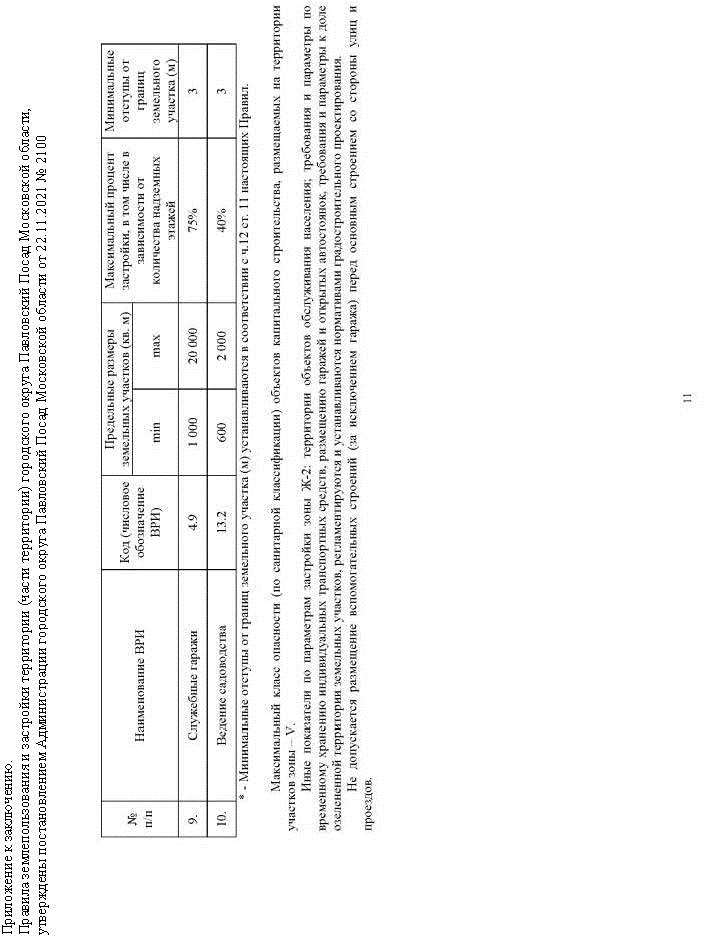 Приложение к заключению.
Правила землепользования и застройки территории (части территории) городского округа Павловский Посад Московской области,
утверждены постановлением Администрации городского округа Павловский Посад Московской области от 22.11.2021 № 2100
№ п/п | Наименование ВРИ | Код (числовое обозначение ВРИ) | Предельные размеры земельных участков (кв. м) | Максимальный процент застройки, в том числе в зависимости от количества надземных этажей | Минимальные отступы от границ земельного участка (м)
min | max
9. | Служебные гаражи | 4.9 | 1 000 | 20 000 | 75% | 3
10. | Ведение садоводства | 13.2 | 600 | 2 000 | 40% | 3
* - Минимальные отступы от границ земельного участка (м) устанавливаются в соответствии с ч.12 ст. 11 настоящих Правил.
Максимальный класс опасности (по санитарной классификации) объектов капитального строительства, размещаемых на территории
участков зоны – V.
Иные показатели по параметрам застройки зоны Ж-2: территории объектов обслуживания населения; требования и параметры по
временному хранению индивидуальных транспортных средств, размещению гаражей и открытых автостоянок, требования и параметры к доле
озелененной территории земельных участков, регламентируются и устанавливаются нормативами градостроительного проектирования.
Не допускается размещение вспомогательных строений (за исключением гаража) перед основным строением со стороны улиц и
проездов.
11